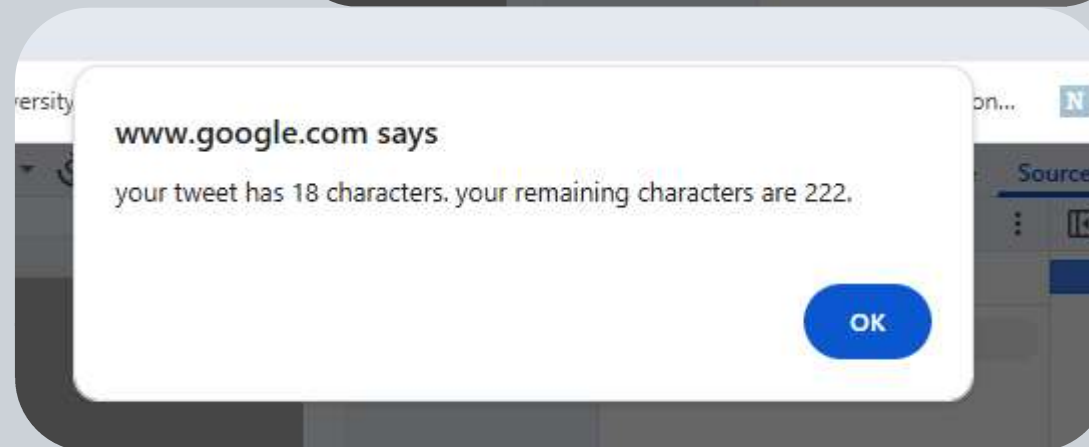 ersity
on...
N
www.google.com says
your tweet has 18 characters. your remaining characters are 222.
Source
OK